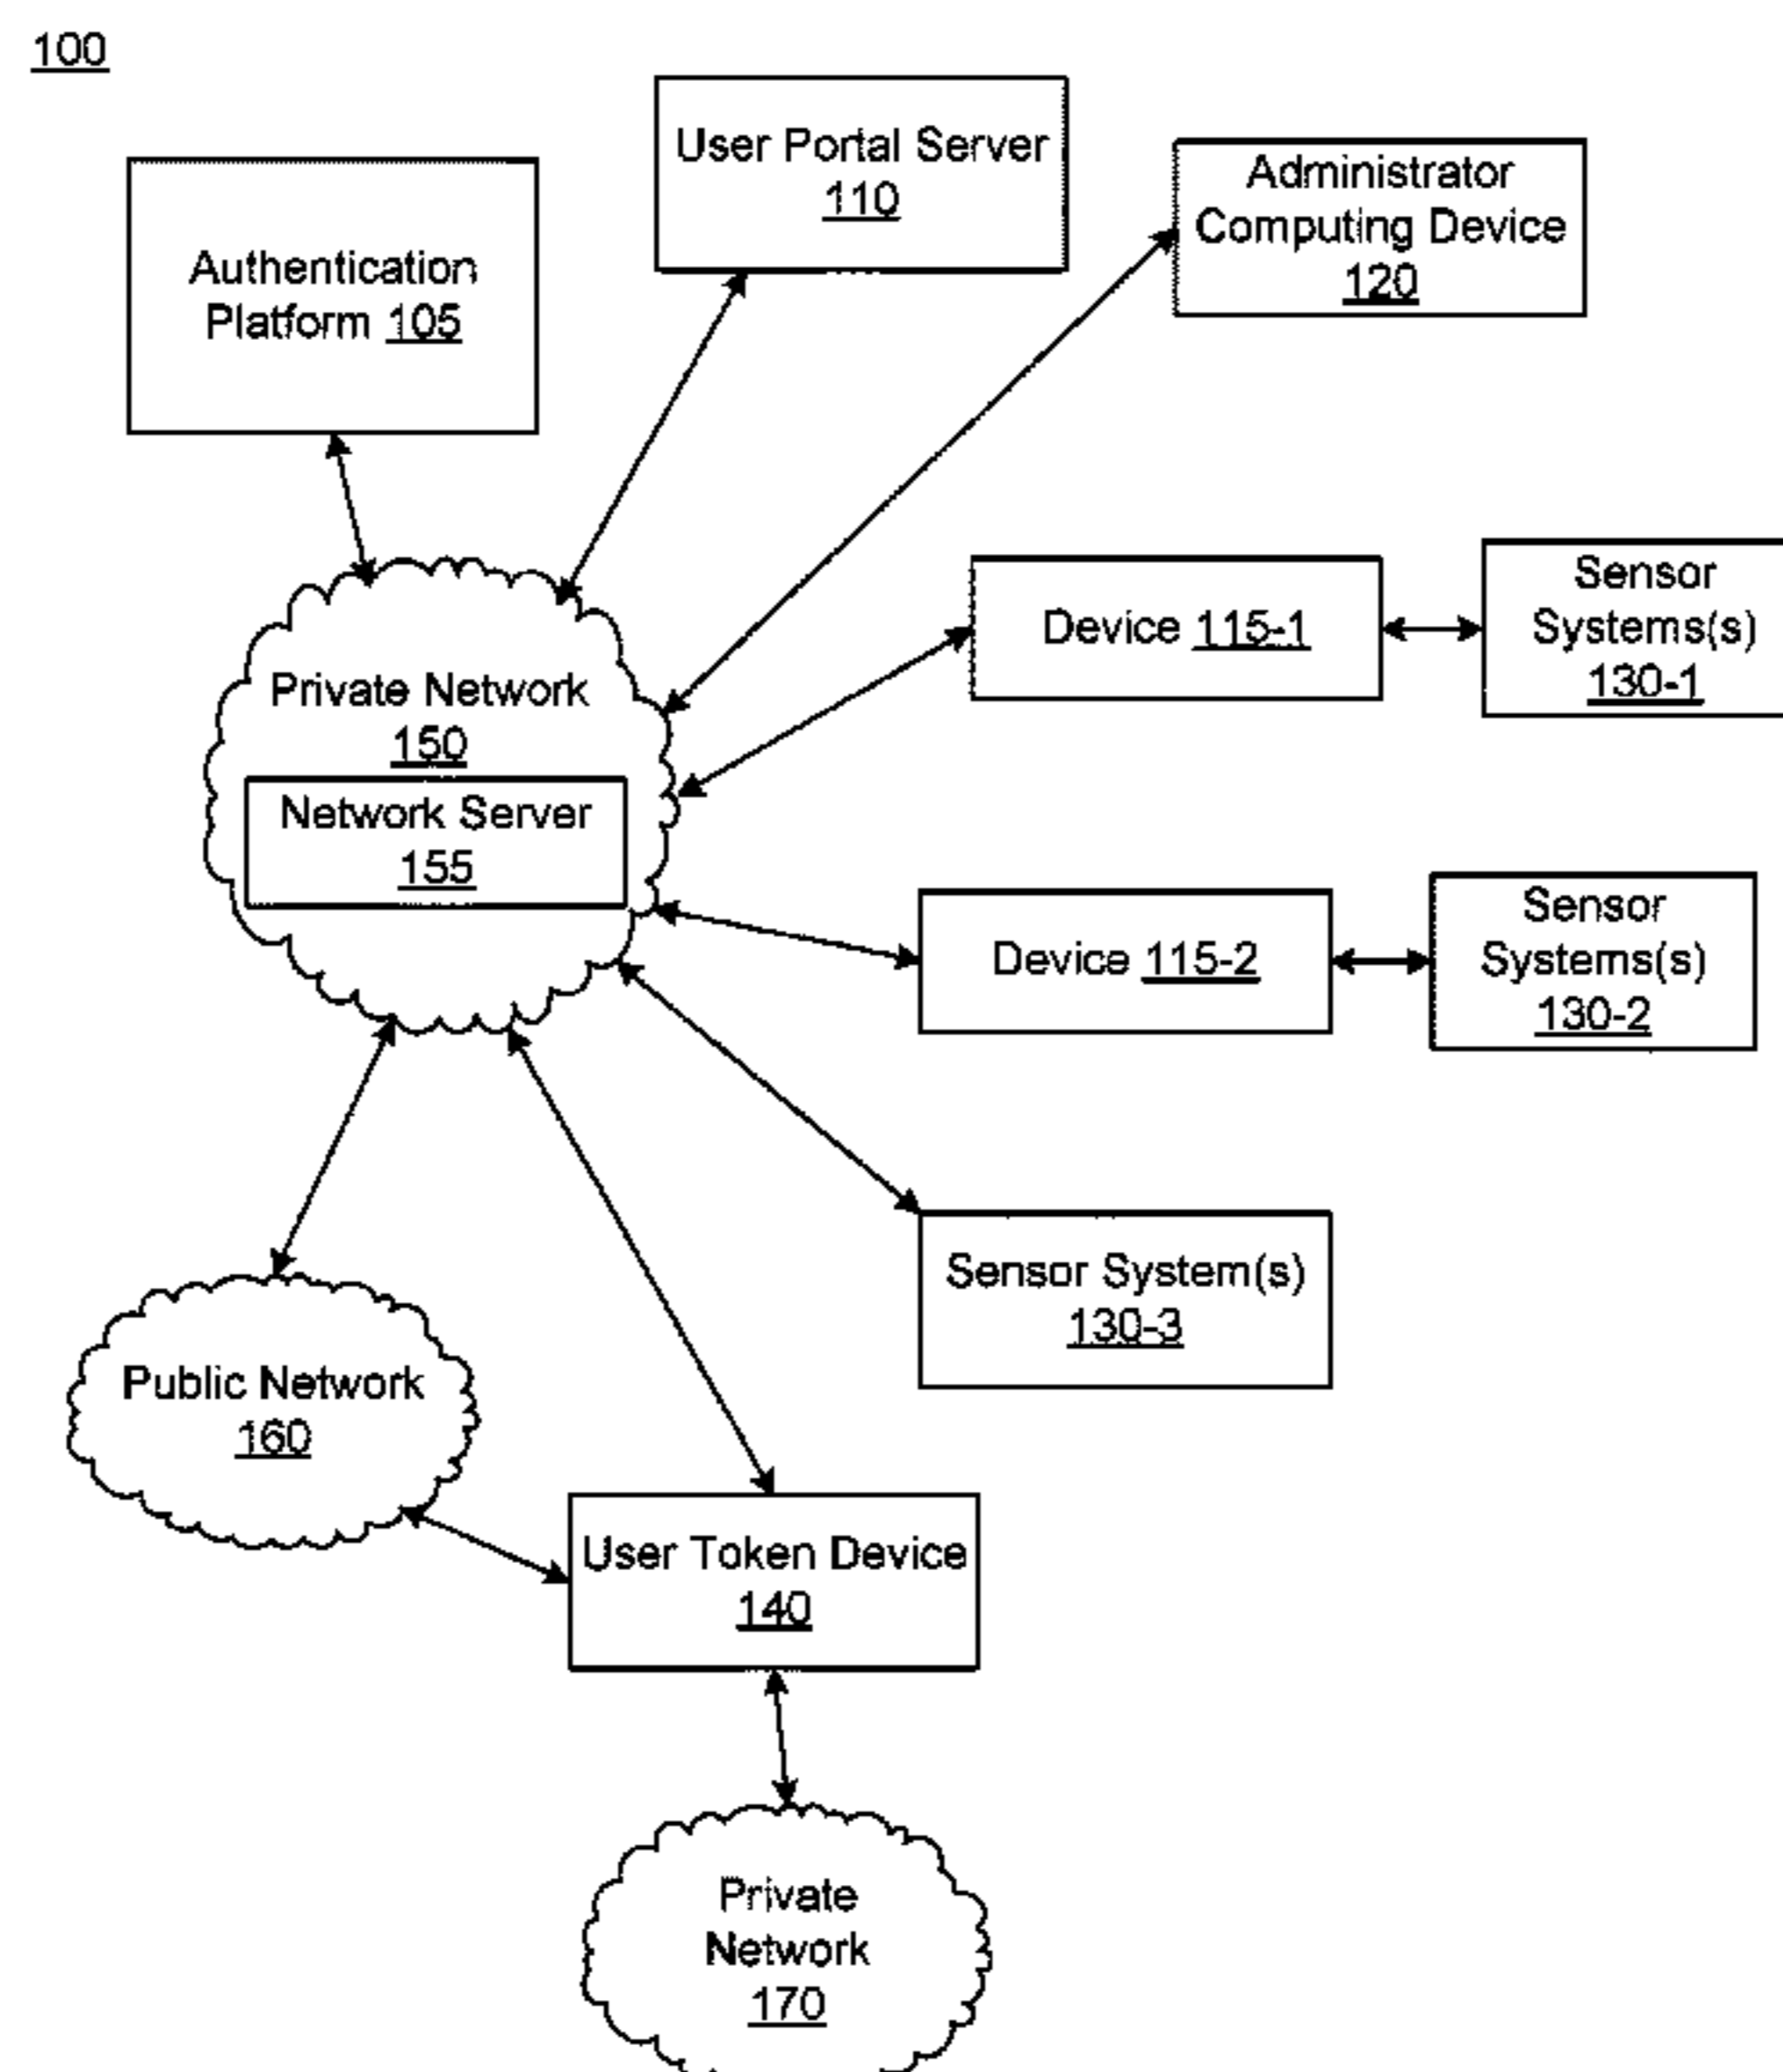 100
User Portal Server
110
Administrator
Computing Device
120
Authentication
Platform 105
Sensor
Systems(s)
130-1
Device 115-1
Private Network
150
Network Server
155
Sensor
Systems(s)
130-2
Device 115-2
Sensor System(s)
130-3
Public Network
160
User Token Device
140
Private
Network
170